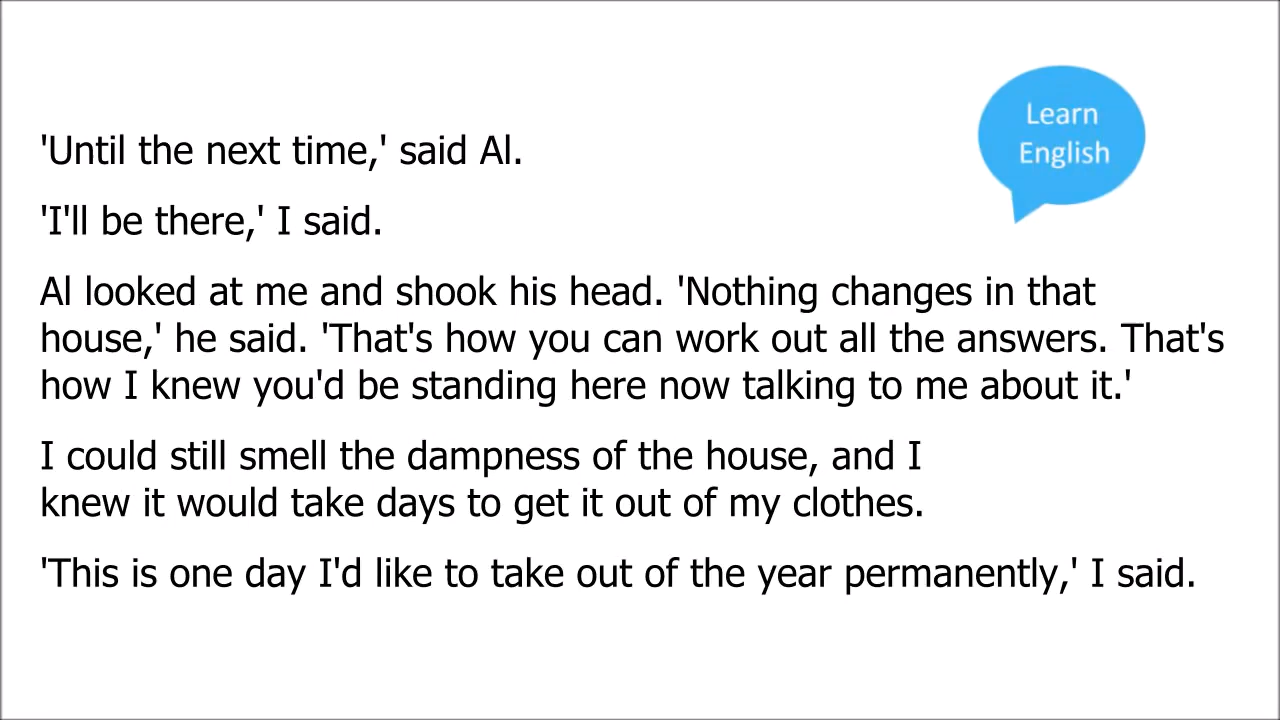 Learn
English
'Until the next time,' said Al.
'I'll be there,' I said.
Al looked at me and shook his head. 'Nothing changes in that
house,' he said. 'That's how you can work out all the answers. That's
how I knew you'd be standing here now talking to me about it.'
I could still smell the dampness of the house, and I
knew it would take days to get it out of my clothes.
'This is one day I'd like to take out of the year permanently,' I said.